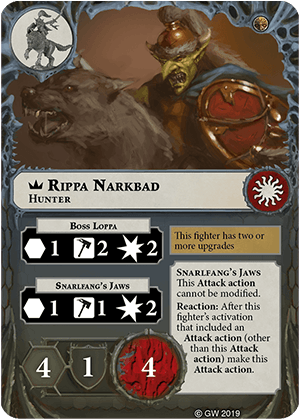 Rippa Narkbad
Hunter
Boss Loppa
1 2 2
This fighter has two or
more upgrades
Snarlfang's Jaws
1 1 2
Snarlfang's Jaws
This Attack action
cannot be modified.
Reaction: After this
fighter's activation
that included an
Attack action (other
than this Attack
action) make this
Attack action.
4 1 4
© GW 2019